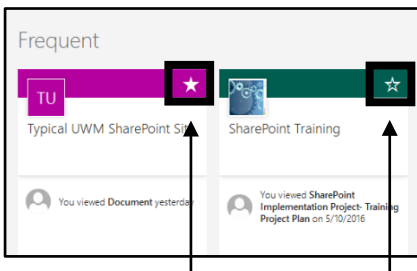 Frequent
TU
Typical UWM SharePoint Site
SharePoint Training
You viewed Document yesterday
You viewed SharePoint
Implementation Project- Training
Project Plan on 5/10/2016